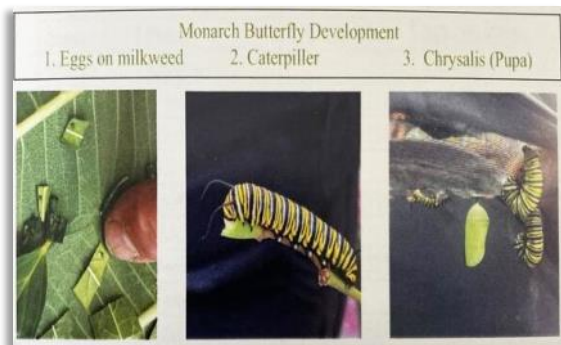 Monarch Butterfly Development
1. Eggs on milkweed 2. Caterpiller 3. Chrysalis (Pupa)